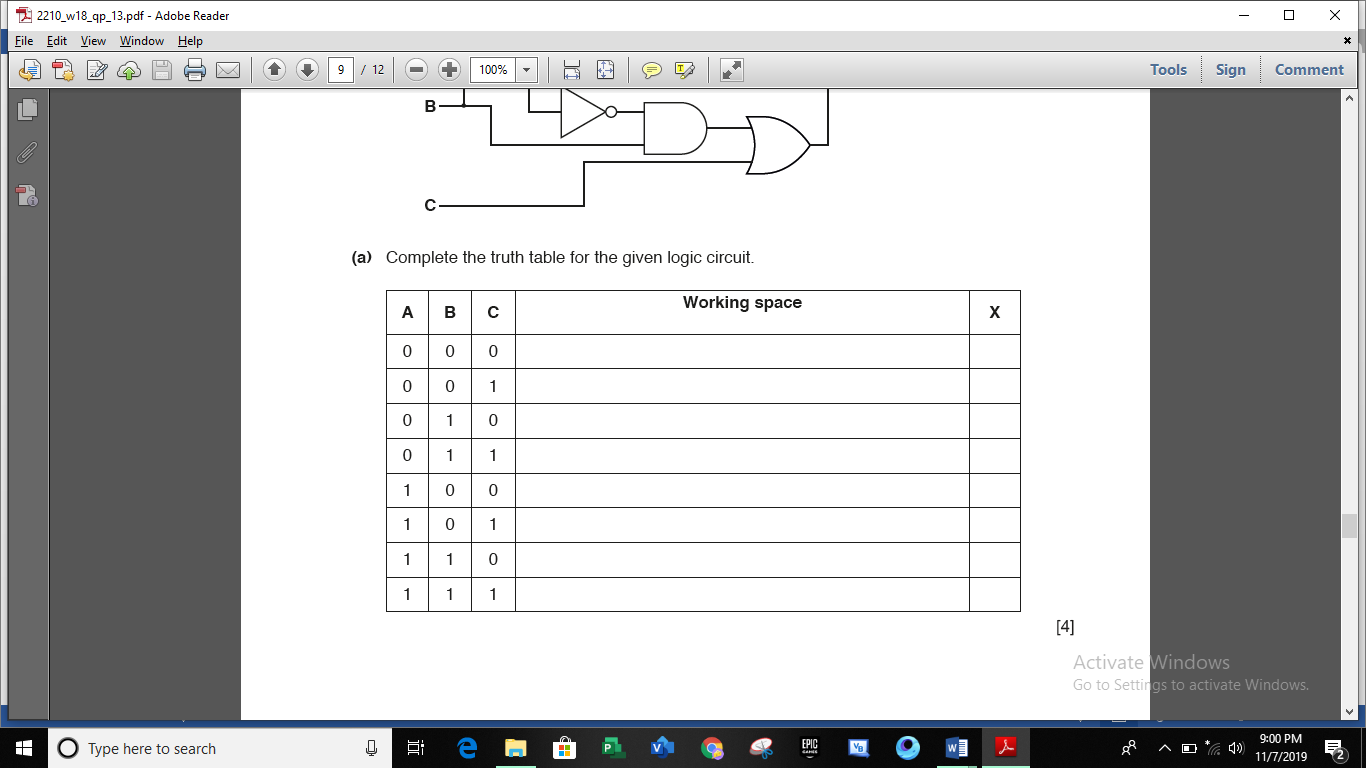 2210_w18_qp_13.pdf - Adobe Reader
File Edit View Window Help
9 / 12 100% Tools Sign Comment
B
C
(a) Complete the truth table for the given logic circuit.
A B C Working space X
0 0 0
0 0 1
0 1 0
0 1 1
1 0 0
1 0 1
1 1 0
1 1 1
[4]
Activate Windows
Go to Settings to activate Windows.
Type here to search
9:00 PM
11/7/2019
2